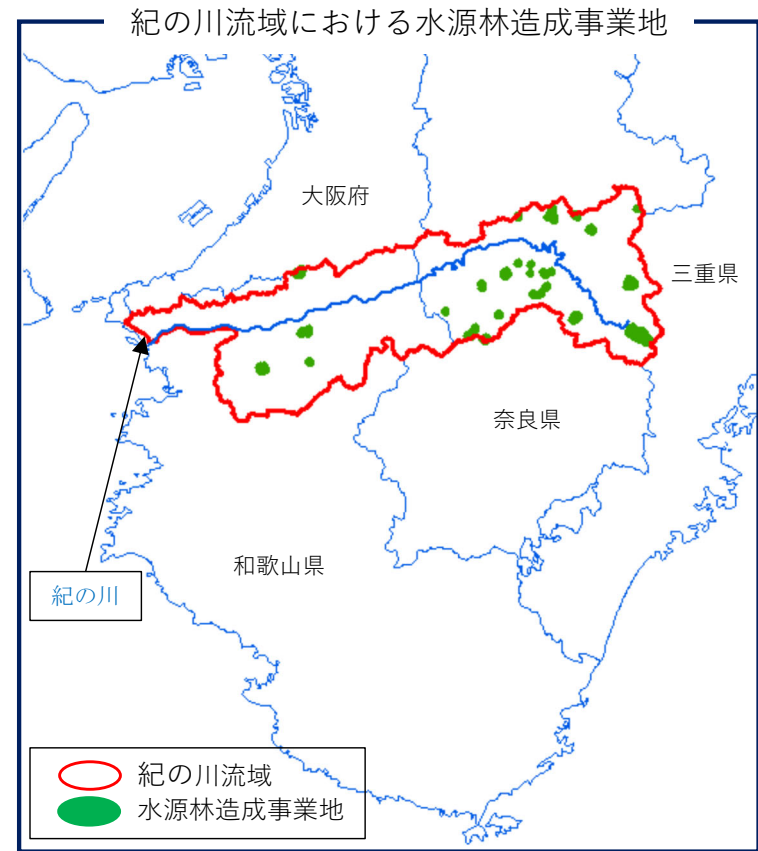 紀の川流域における水源林造成事業地
大阪府
三重県
奈良県
和歌山県
紀の川
紀の川流域
水源林造成事業地